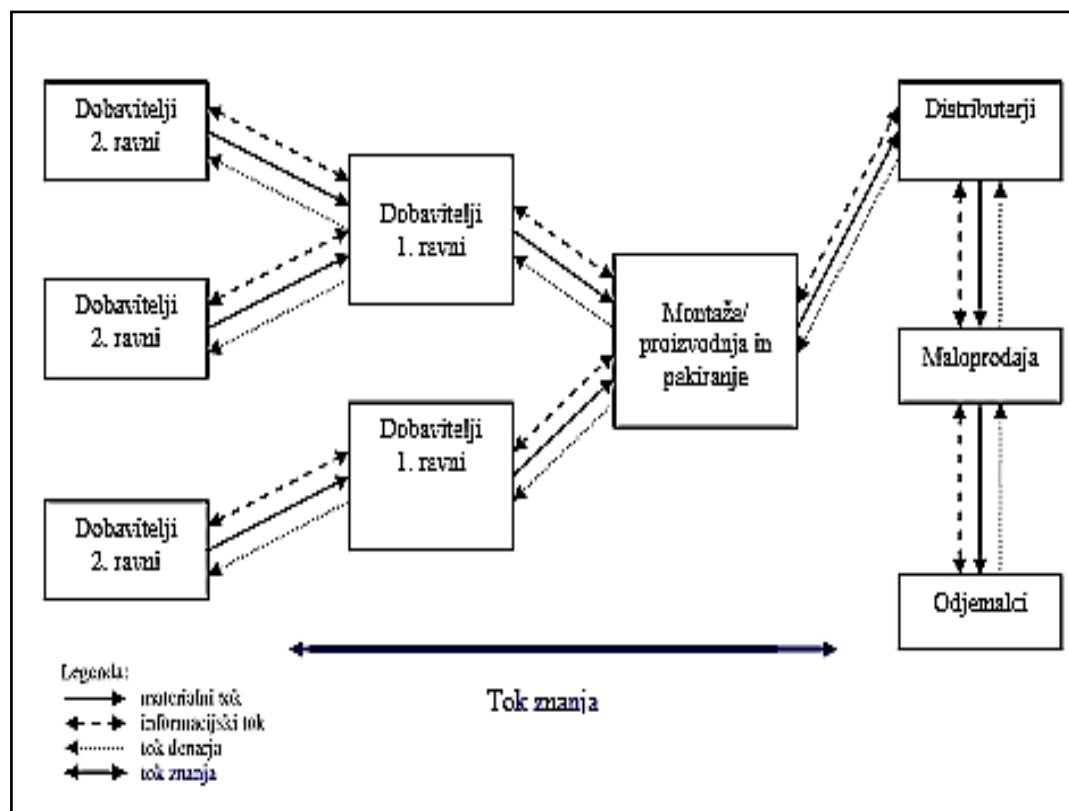 Dobavitelji
2. ravni
Dobavitelji
2. ravni
Dobavitelji
2. ravni
Dobavitelji
1. ravni
Dobavitelji
1. ravni
Montaža/
proizvodnja in
pakiranje
Distributerji
Maloprodaja
Odjemalci
Tok znanja
Legenda:
materialni tok
informacijski tok
tok denarja
tok znanja